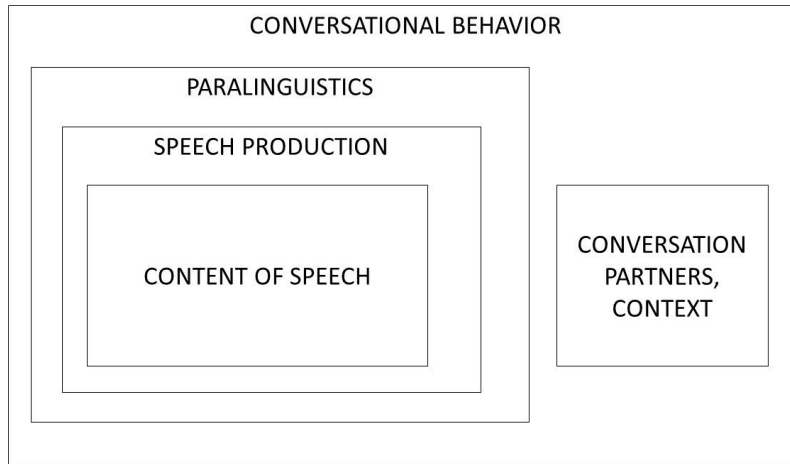 CONVERSATIONAL BEHAVIOR
PARALINGUISTICS
SPEECH PRODUCTION
CONTENT OF SPEECH
CONVERSATION
PARTNERS,
CONTEXT